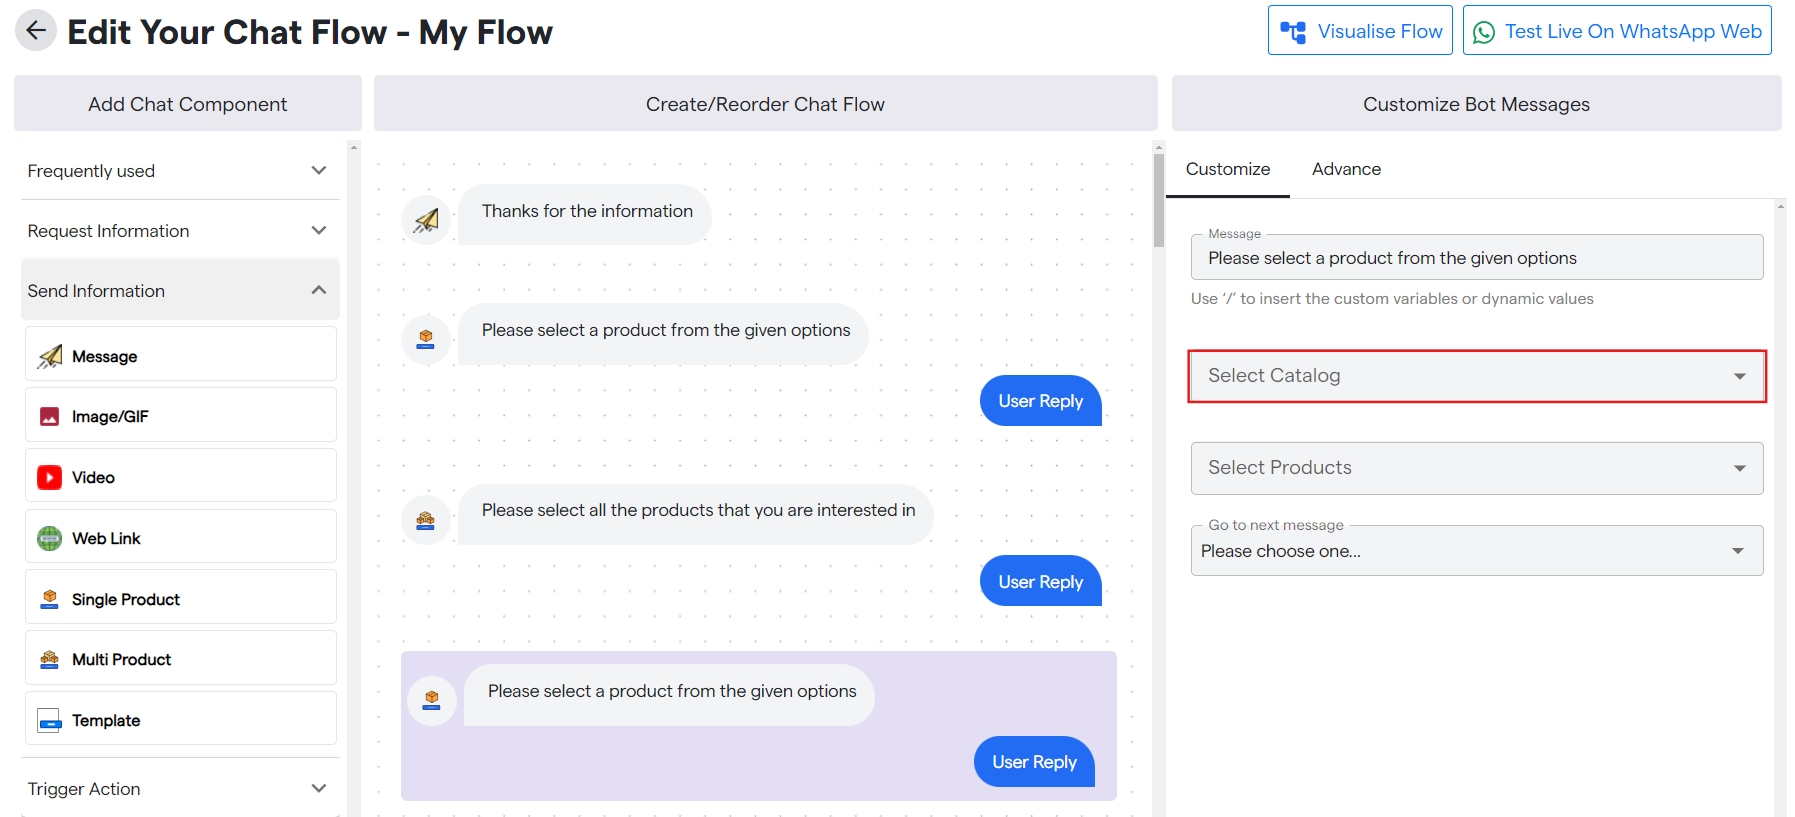 Edit Your Chat Flow - My Flow
Visualise Flow
Test Live On WhatsApp Web
Add Chat Component
Create/Reorder Chat Flow
Customize Bot Messages
Frequently used
Request Information
Send Information
Message
Image/GIF
Video
Web Link
Single Product
Multi Product
Template
Trigger Action
Thanks for the information
Please select a product from the given options
User Reply
Please select all the products that you are interested in
User Reply
Please select a product from the given options
User Reply
Customize
Advance
Message
Please select a product from the given options
Use ‘/’ to insert the custom variables or dynamic values
Select Catalog
Select Products
Go to next message
Please choose one...